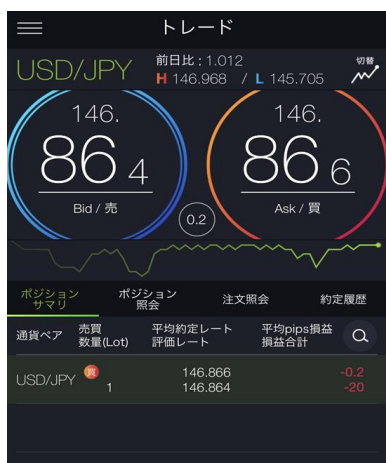 トレード
USD/JPY
前日比 : 1.012
H 146.968 / L 145.705
切替
146.
86 4
Bid / 売
0.2
146.
86 6
Ask / 買
ポジション
サマリ
ポジション
照会
注文照会
約定履歴
通貨ペア
売買
数量(Lot)
平均約定レート
評価レート
平均pips損益
損益合計
USD/JPY
買
1
146.866
146.864
-0.2
-20